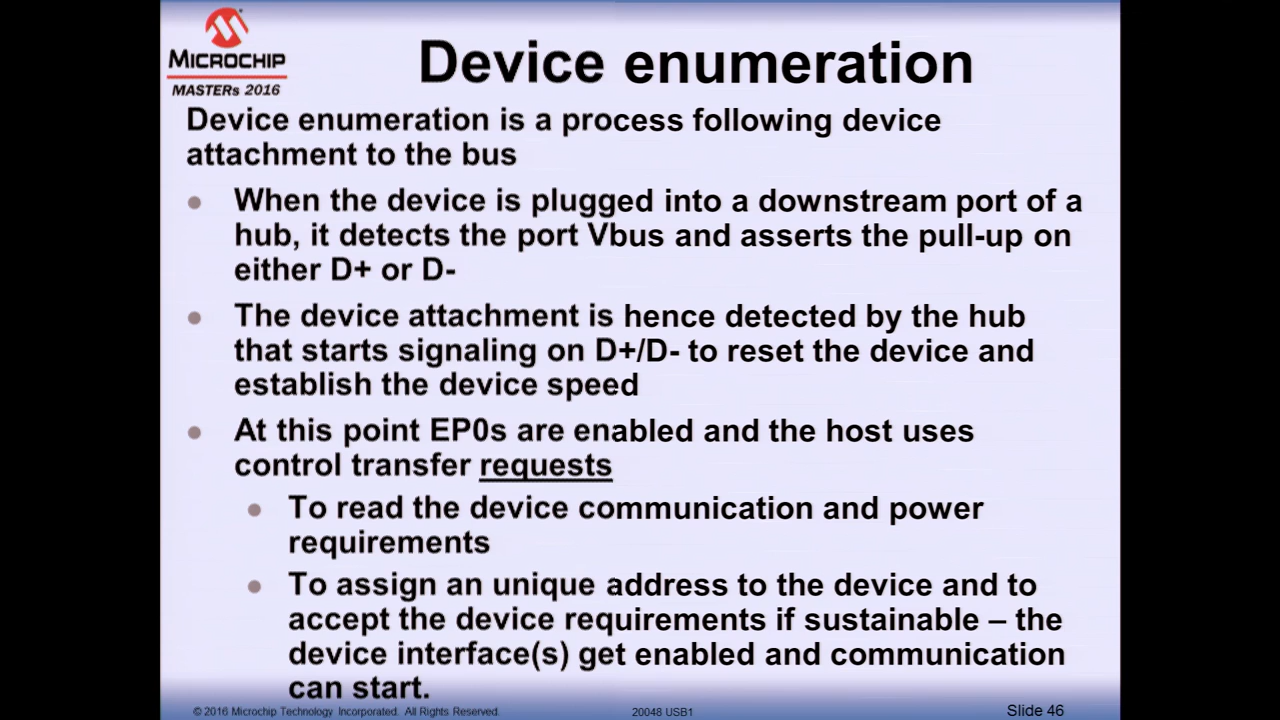 MICROCHIP
MASTERs 2016
Device enumeration
Device enumeration is a process following device
attachment to the bus
When the device is plugged into a downstream port of a
hub, it detects the port Vbus and asserts the pull-up on
either D+ or D-
The device attachment is hence detected by the hub
that starts signaling on D+/D- to reset the device and
establish the device speed
At this point EP0s are enabled and the host uses
control transfer requests
To read the device communication and power
requirements
To assign an unique address to the device and to
accept the device requirements if sustainable – the
device interface(s) get enabled and communication
can start.
© 2016 Microchip Technology Incorporated. All Rights Reserved.
20048 USB1
Slide 46